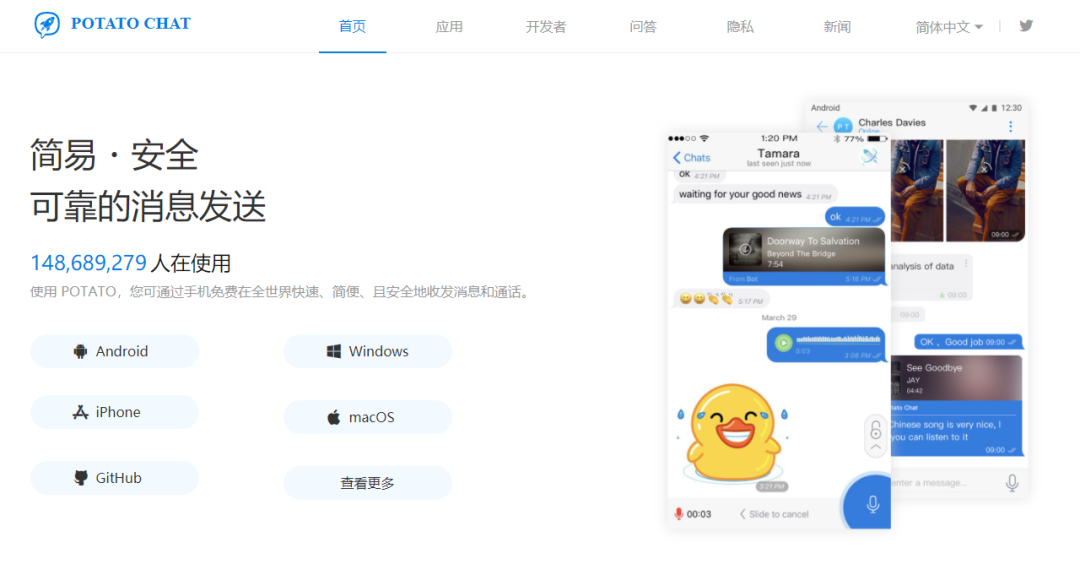 POTATO CHAT
首页
应用
开发者
问答
隐私
新闻
简体中文
简易·安全
可靠的消息发送
148,689,279 人在使用
使用 POTATO，您可通过手机免费在全世界快速、简便、且安全地收发消息和通话。
Android
Windows
iPhone
macOS
GitHub
查看更多
1:20 PM
77%
Chats
Tamara
last seen just now
ok 4:21 PM
waiting for your good news 4:21 PM
ok 4:21 PM
Doorway To Salvation
Beyond The Bridge
7:54
From Bot
5:16 PM
5:17 PM
March 29
0:03
3:08 PM
3:21 PM
00:03
Slide to cancel
Android
12:30
PT
Charles Davies
Online
09:00
nalysis of data
09:00
09:00
OK , Good job 09:00
See Goodbye
JAY
04:42
tato Chat
Chinese song is very nice, I
you can listen to it
09:00
enter a message...